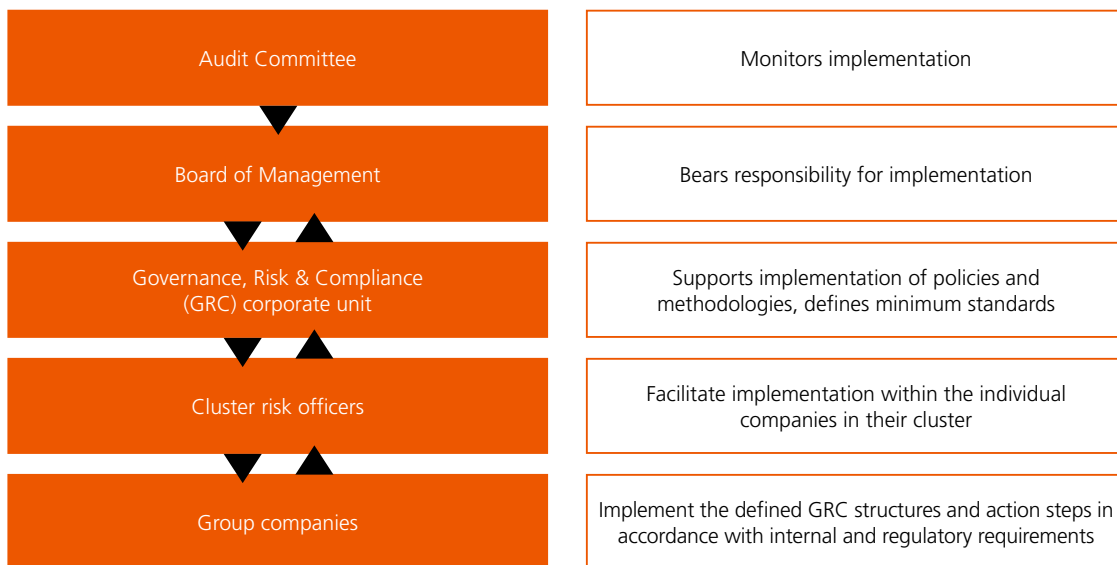 Audit Committee
Monitors implementation
Board of Management
Bears responsibility for implementation
Governance, Risk & Compliance
(GRC) corporate unit
Supports implementation of policies and
methodologies, defines minimum standards
Cluster risk officers
Facilitate implementation within the individual
companies in their cluster
Group companies
Implement the defined GRC structures and action steps in
accordance with internal and regulatory requirements